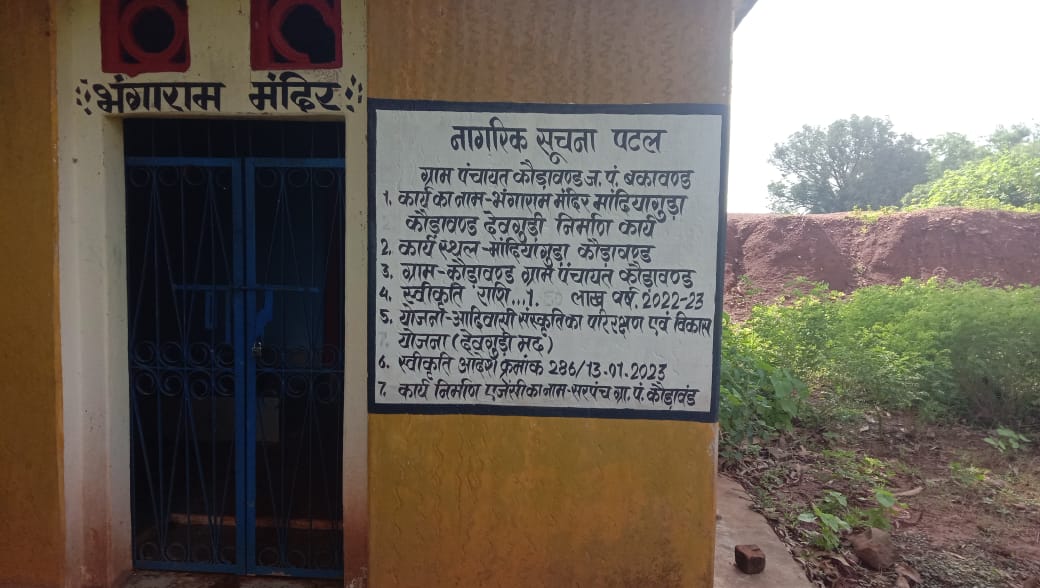 भंगाराम मंदिर
नागरिक सूचना पटल
ग्राम पंचायत कौड़ावण्ड ज. पं. बकावण्ड
1. कार्य का नाम-भंगाराम मंदिर मांदियागुड़ा
कौड़ावण्ड देवगुड़ी निर्माण कार्य
2. कार्य स्थल-मांदियागुडा कौड़ावण्ड
3. ग्राम-कौड़ावण्ड ग्राम पंचायत कौड़ावण्ड
4. स्वीकृति राशि...1. 50 लाख वर्ष 2022-23
5. योजना-आदिवासी संस्कृति का परिरक्षण एवं विकास
योजना (देवगुड़ी मद)
6. स्वीकृति आदेश क्रमांक 286/13.01.2023
7. कार्य निर्माण एजेंसी का नाम-सरपंच ग्रा. पं. कौड़ावंड